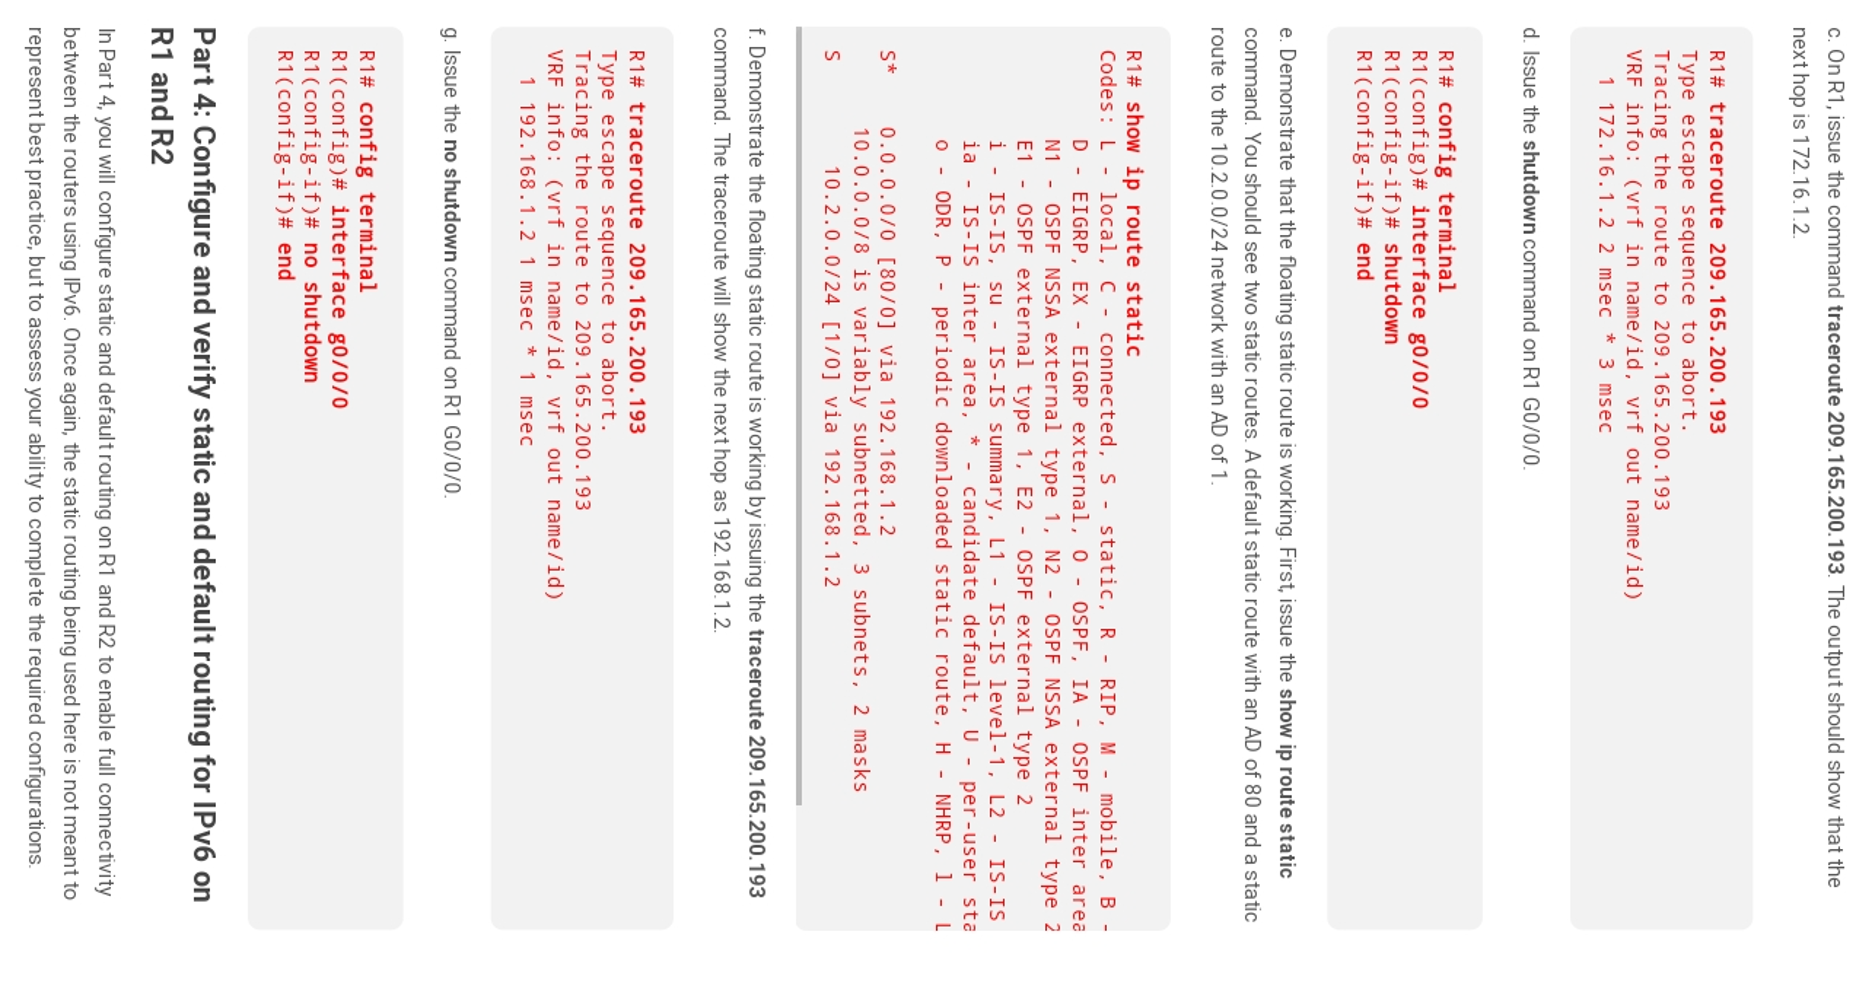 c. On R1, issue the command traceroute 209.165.200.193. The output should show that the
next hop is 172.16.1.2.
R1# traceroute 209.165.200.193
Type escape sequence to abort.
Tracing the route to 209.165.200.193
VRF info: (vrf in name/id, vrf out name/id)
  1 172.16.1.2 2 msec * 3 msec
d. Issue the shutdown command on R1 G0/0/0.
R1# config terminal
R1(config)# interface g0/0/0
R1(config-if)# shutdown
R1(config-if)# end
e. Demonstrate that the floating static route is working. First, issue the show ip route static
command. You should see two static routes. A default static route with an AD of 80 and a static
route to the 10.2.0.0/24 network with an AD of 1.
R1# show ip route static
Codes: L - local, C - connected, S - static, R - RIP, M - mobile, B -
       D - EIGRP, EX - EIGRP external, O - OSPF, IA - OSPF inter area
       N1 - OSPF NSSA external type 1, N2 - OSPF NSSA external type 2
       E1 - OSPF external type 1, E2 - OSPF external type 2
       i - IS-IS, su - IS-IS summary, L1 - IS-IS level-1, L2 - IS-IS
       ia - IS-IS inter area, * - candidate default, U - per-user sta
       o - ODR, P - periodic downloaded static route, H - NHRP, l - L
S*    0.0.0.0/0 [80/0] via 192.168.1.2
      10.0.0.0/8 is variably subnetted, 3 subnets, 2 masks
S        10.2.0.0/24 [1/0] via 192.168.1.2
f. Demonstrate the floating static route is working by issuing the traceroute 209.165.200.193
command. The traceroute will show the next hop as 192.168.1.2.
R1# traceroute 209.165.200.193
Type escape sequence to abort.
Tracing the route to 209.165.200.193
VRF info: (vrf in name/id, vrf out name/id)
  1 192.168.1.2 1 msec * 1 msec
g. Issue the no shutdown command on R1 G0/0/0.
R1# config terminal
R1(config)# interface g0/0/0
R1(config-if)# no shutdown
R1(config-if)# end
Part 4: Configure and verify static and default routing for IPv6 on
R1 and R2
In Part 4, you will configure static and default routing on R1 and R2 to enable full connectivity
between the routers using IPv6. Once again, the static routing being used here is not meant to
represent best practice, but to assess your ability to complete the required configurations.